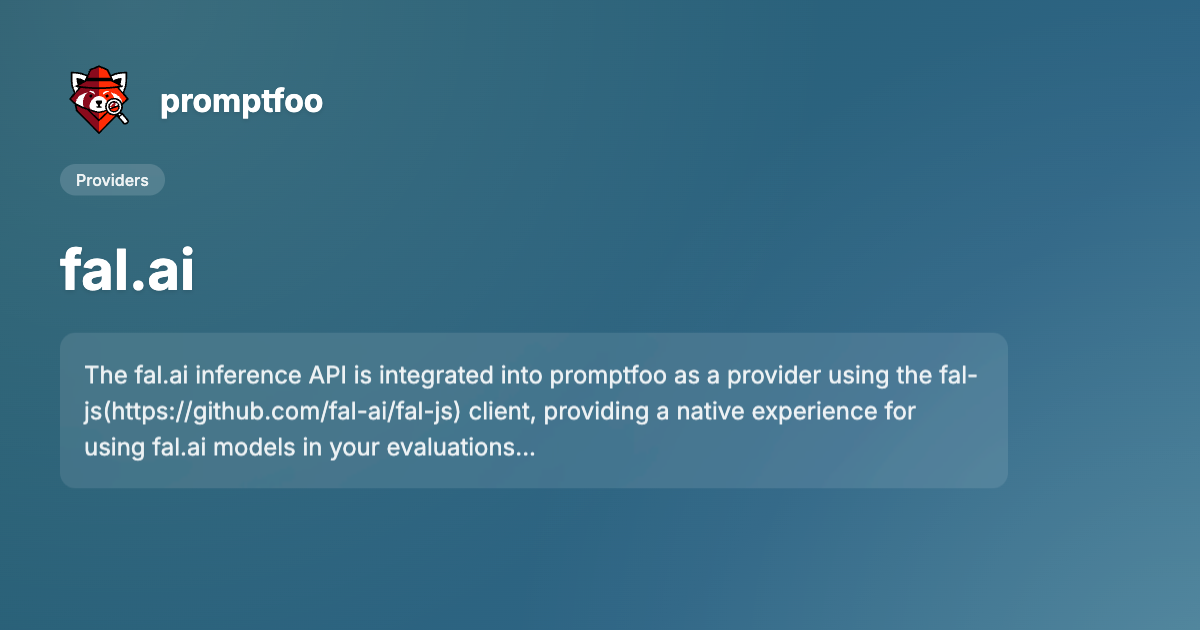 promptfoo
Providers
fal.ai
The fal.ai inference API is integrated into promptfoo as a provider using the fal-
js(https://github.com/fal-ai/fal-js) client, providing a native experience for
using fal.ai models in your evaluations...